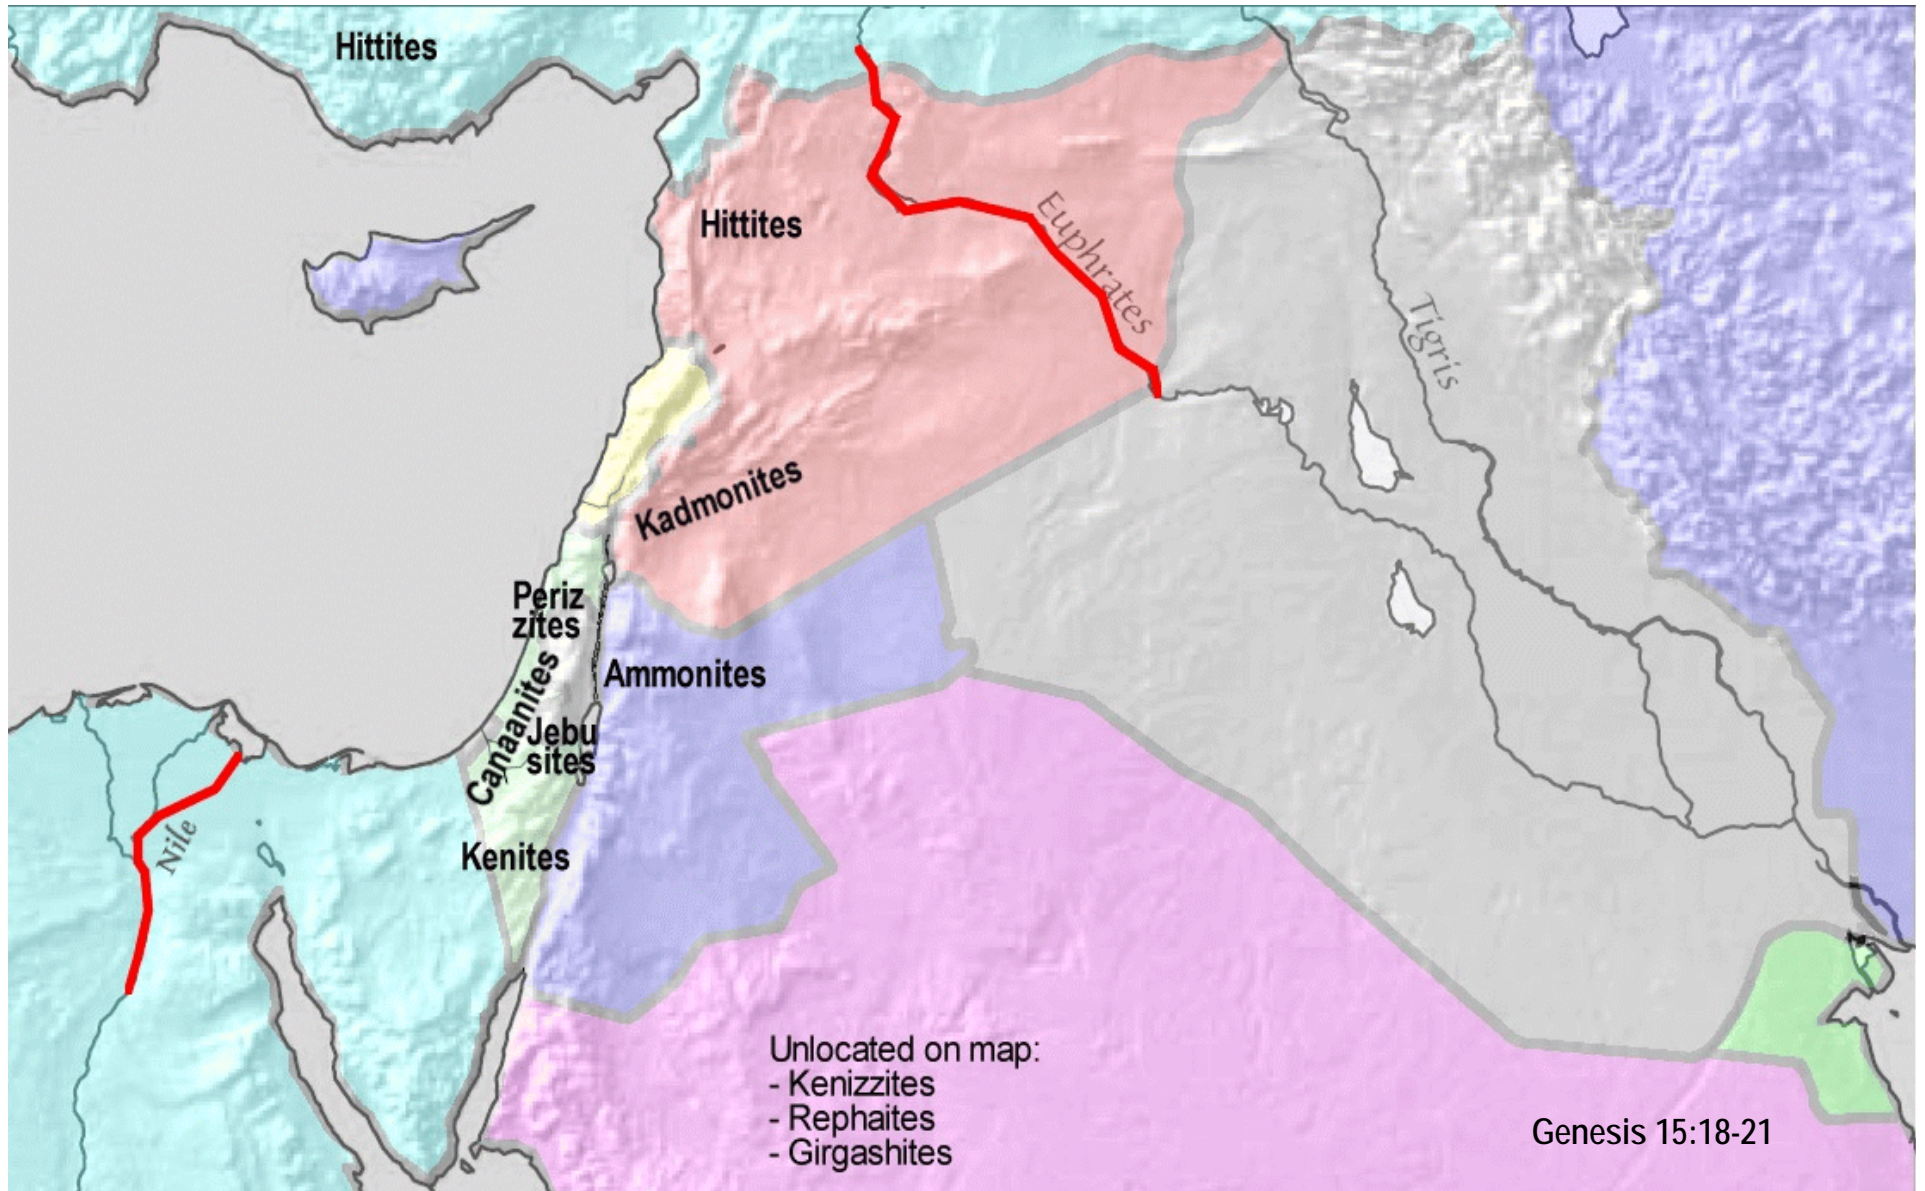 Hittites
Hittites
Euphrates
Tigris
Kadmonites
Periz
zites
Ammonites
Canaanites
Jebu
sites
Nile
Kenites
Unlocated on map:
- Kenizzites
- Rephaites
- Girgashites
Genesis 15:18-21